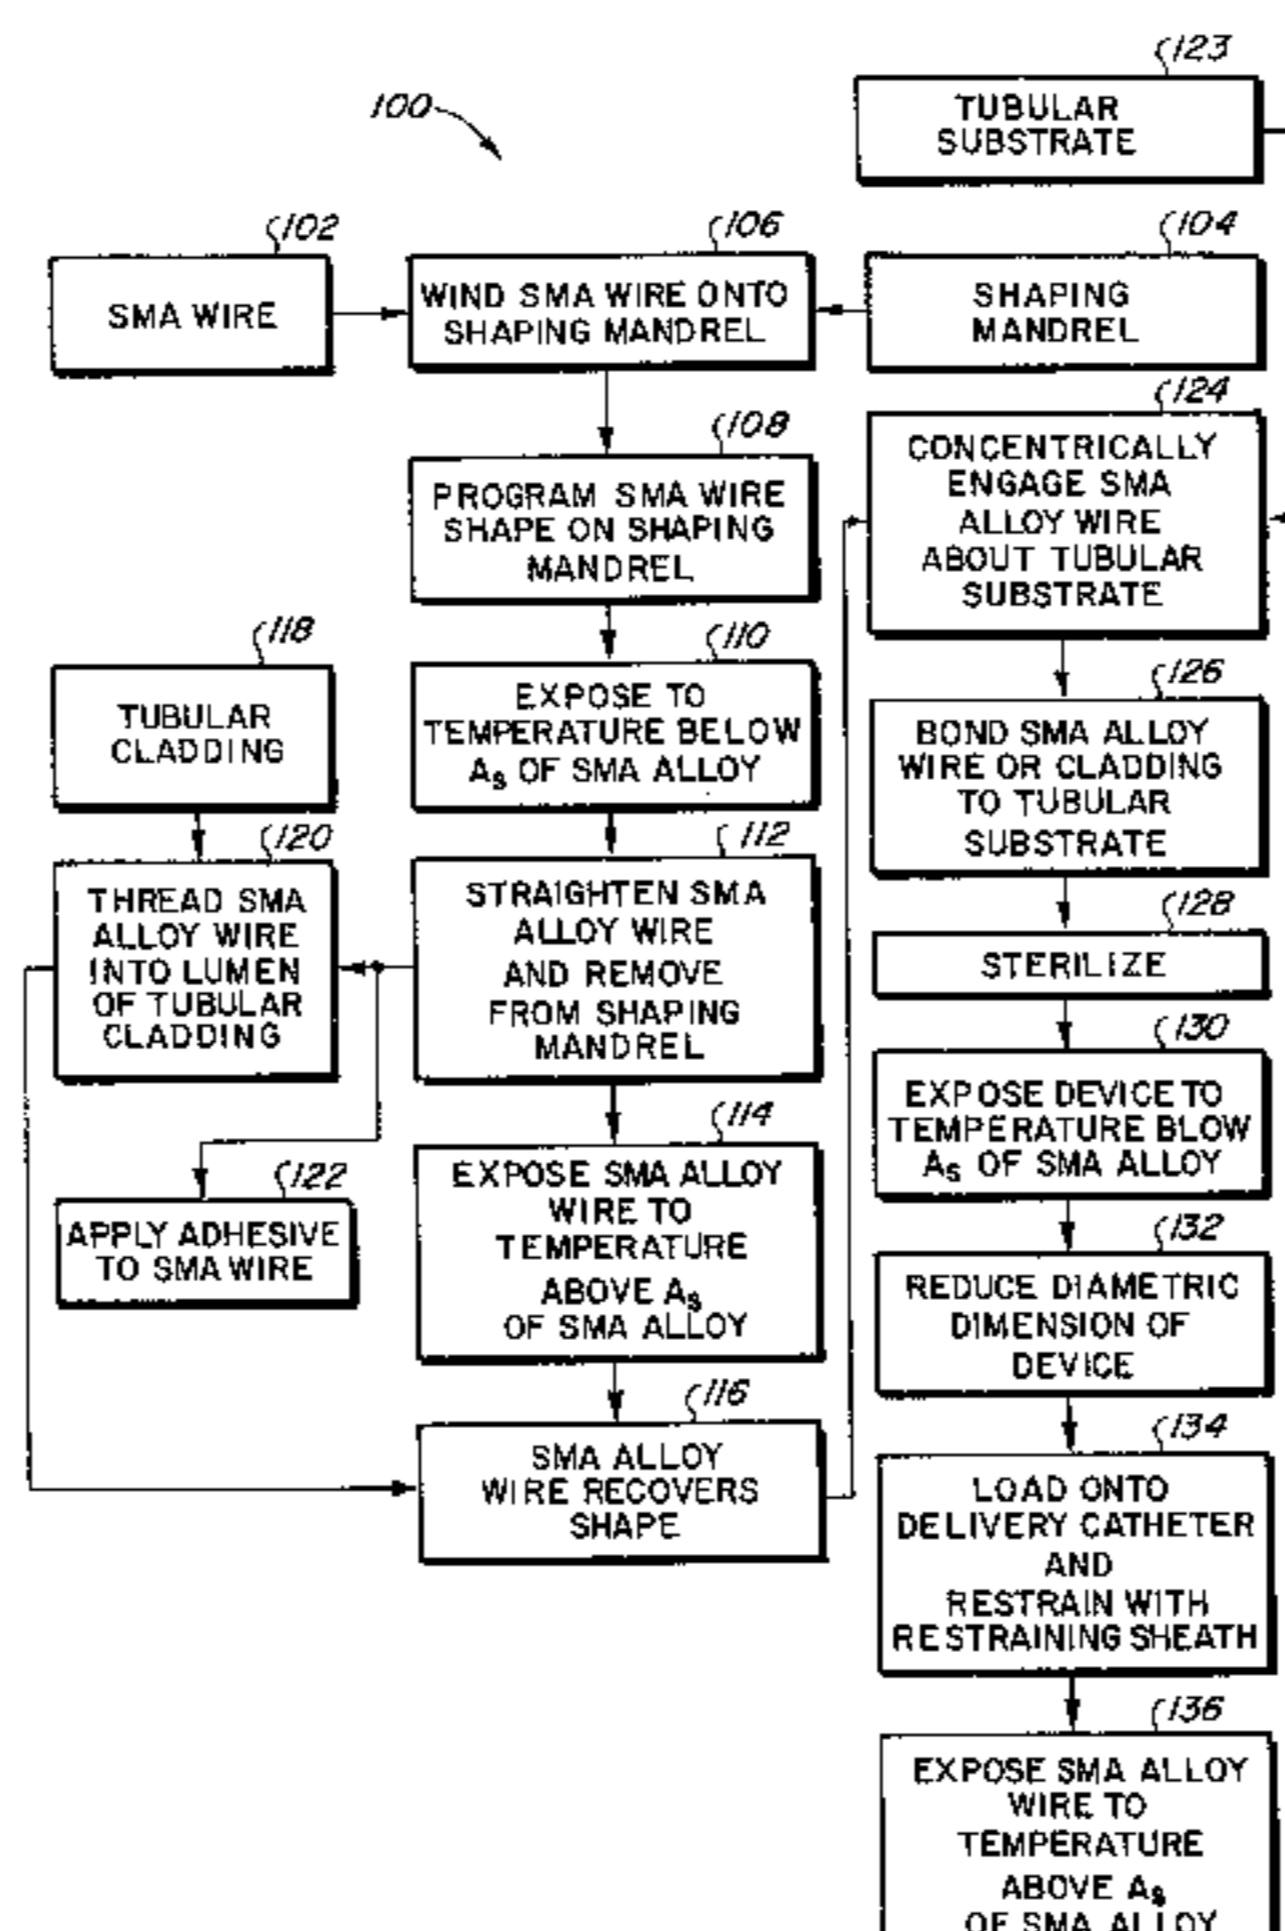 100
123
TUBULAR
SUBSTRATE
102
SMA WIRE
106
WIND SMA WIRE ONTO
SHAPING MANDREL
104
SHAPING
MANDREL
108
PROGRAM SMA WIRE
SHAPE ON SHAPING
MANDREL
110
EXPOSE TO
TEMPERATURE BELOW
As OF SMA ALLOY
118
TUBULAR
CLADDING
112
STRAIGHTEN SMA
ALLOY WIRE
AND REMOVE
FROM SHAPING
MANDREL
120
THREAD SMA
ALLOY WIRE
INTO LUMEN
OF TUBULAR
CLADDING
122
APPLY ADHESIVE
TO SMA WIRE
114
EXPOSE SMA ALLOY
WIRE TO
TEMPERATURE
ABOVE As
OF SMA ALLOY
116
SMA ALLOY
WIRE RECOVERS
SHAPE
124
CONCENTRICALLY
ENGAGE SMA
ALLOY WIRE
ABOUT TUBULAR
SUBSTRATE
126
BOND SMA ALLOY
WIRE OR CLADDING
TO TUBULAR
SUBSTRATE
128
STERILIZE
130
EXPOSE DEVICE TO
TEMPERATURE BLOW
As OF SMA ALLOY
132
REDUCE DIAMETRIC
DIMENSION OF
DEVICE
134
LOAD ONTO
DELIVERY CATHETER
AND
RESTRAIN WITH
RESTRAINING SHEATH
136
EXPOSE SMA ALLOY
WIRE TO
TEMPERATURE
ABOVE As
OF SMA ALLOY